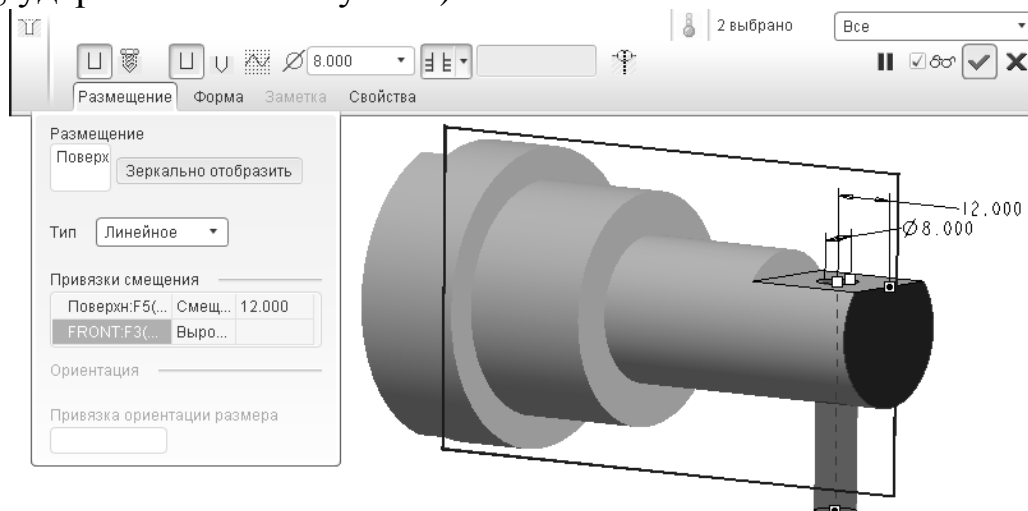 2 выбрано
Все
8.000
Размещение
Форма
Заметка
Свойства
Размещение
Поверх
Зеркально отобразить
Тип
Линейное
Привязки смещения
Поверхн:F5(... Смещ... 12.000
FRONT:F3(... Выро...
Ориентация
Привязка ориентации размера
12.000
Ø8.000